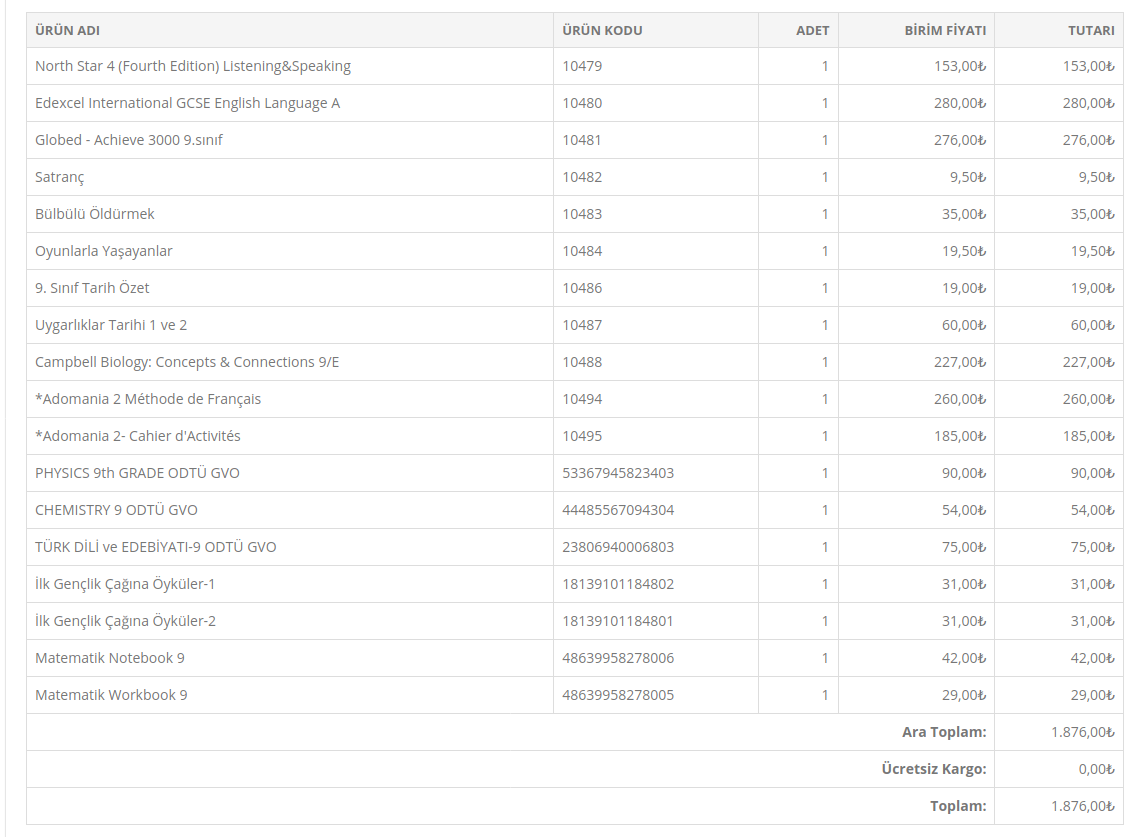 ÜRÜN ADI ÜRÜN KODU ADET BİRİM FİYATI TUTARI
North Star 4 (Fourth Edition) Listening&Speaking 10479 1 153,00₺ 153,00₺
Edexcel International GCSE English Language A 10480 1 280,00₺ 280,00₺
Globed - Achieve 3000 9.sınıf 10481 1 276,00₺ 276,00₺
Satranç 10482 1 9,50₺ 9,50₺
Bülbülü Öldürmek 10483 1 35,00₺ 35,00₺
Oyunlarla Yaşayanlar 10484 1 19,50₺ 19,50₺
9. Sınıf Tarih Özet 10486 1 19,00₺ 19,00₺
Uygarlıklar Tarihi 1 ve 2 10487 1 60,00₺ 60,00₺
Campbell Biology: Concepts & Connections 9/E 10488 1 227,00₺ 227,00₺
*Adomania 2 Méthode de Français 10494 1 260,00₺ 260,00₺
*Adomania 2- Cahier d'Activités 10495 1 185,00₺ 185,00₺
PHYSICS 9th GRADE ODTÜ GVO 53367945823403 1 90,00₺ 90,00₺
CHEMISTRY 9 ODTÜ GVO 44485567094304 1 54,00₺ 54,00₺
TÜRK DİLİ ve EDEBİYATI-9 ODTÜ GVO 23806940006803 1 75,00₺ 75,00₺
İlk Gençlik Çağına Öyküler-1 18139101184802 1 31,00₺ 31,00₺
İlk Gençlik Çağına Öyküler-2 18139101184801 1 31,00₺ 31,00₺
Matematik Notebook 9 48639958278006 1 42,00₺ 42,00₺
Matematik Workbook 9 48639958278005 1 29,00₺ 29,00₺
Ara Toplam: 1.876,00₺
Ücretsiz Kargo: 0,00₺
Toplam: 1.876,00₺